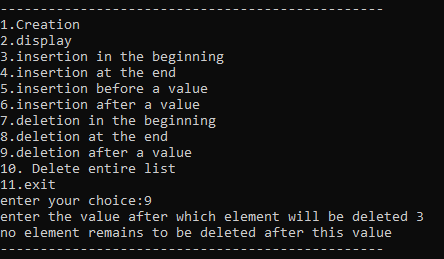 ------------------------------------------------
1.Creation
2.display
3.insertion in the beginning
4.insertion at the end
5.insertion before a value
6.insertion after a value
7.deletion in the beginning
8.deletion at the end
9.deletion after a value
10. Delete entire list
11.exit
enter your choice:9
enter the value after which element will be deleted 3
no element remains to be deleted after this value
------------------------------------------------